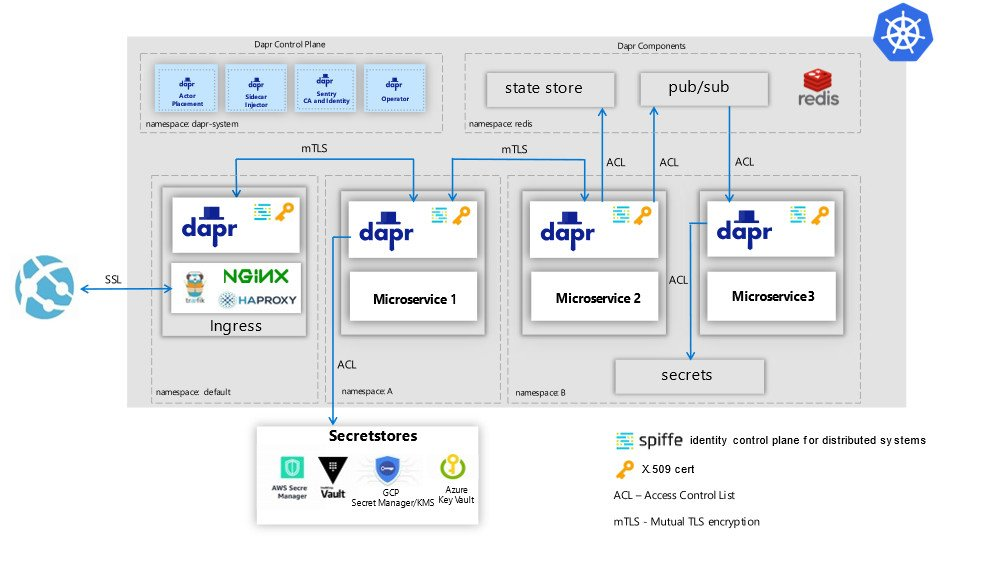 Dapr Control Plane
dapr
Actor
Placement
dapr
Sidecar
Injector
dapr
Sentry
CA and Identity
dapr
Operator
namespace: dapr-system
Dapr Components
state store
pub/sub
redis
namespace: redis
mTLS
mTLS
ACL
ACL
ACL
dapr
træfik
NGINX
HAPROXY
Ingress
namespace: default
SSL
dapr
Microservice 1
namespace: A
ACL
dapr
Microservice 2
dapr
Microservice3
ACL
secrets
namespace: B
Secretstores
AWS Secre
Manager
Vault
GCP
Secret Manager/KMS
Azure
Key Vault
spiffe identity control plane for distributed systems
X.509 cert
ACL – Access Control List
mTLS - Mutual TLS encryption